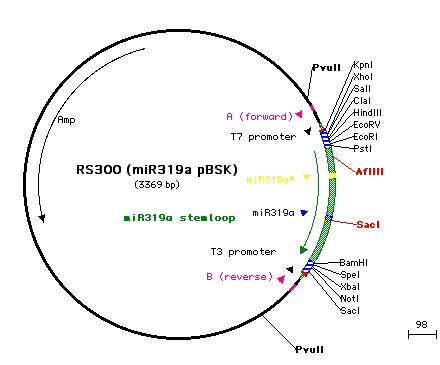 PvuII
KpnI
XhoI
SalI
ClaI
HindIII
EcoRV
EcoRI
PstI
A (forward)
T7 promoter
Amp
RS300 (miR319a pBSK)
(3369 bp)
AflIII
miR319a*
miR319a
miR319a stemloop
SacI
T3 promoter
B (reverse)
BamHI
SpeI
XbaI
NotI
SacI
98
PvuII